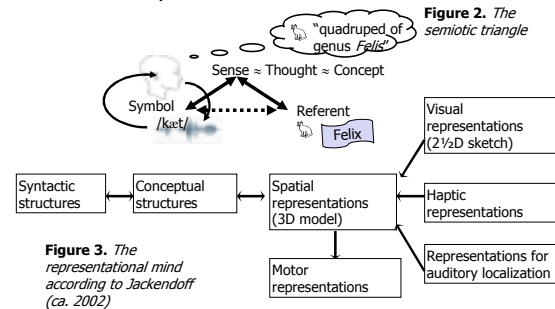 Figure 2. The
semiotic triangle
"quadruped of
genus Felis"
Sense ≈ Thought ≈ Concept
Symbol
/kæt/
Referent
Felix
Visual
representations
(2½D sketch)
Syntactic
structures
Conceptual
structures
Spatial
representations
(3D model)
Haptic
representations
Motor
representations
Representations for
auditory localization
Figure 3. The
representational mind
according to Jackendoff
(ca. 2002)